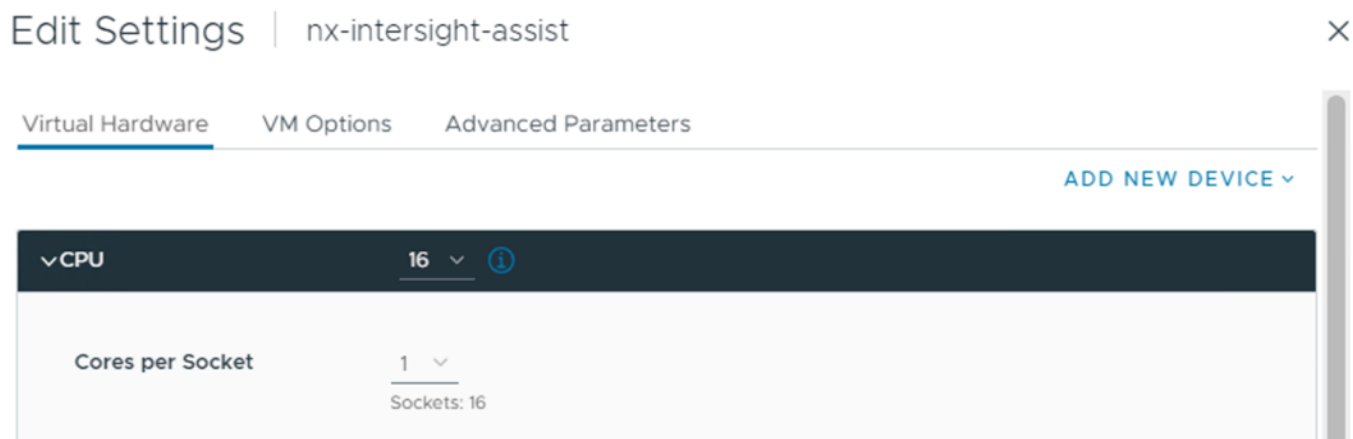 Edit Settings | nx-intersight-assist
Virtual Hardware VM Options Advanced Parameters
ADD NEW DEVICE
CPU 16
Cores per Socket 1
Sockets: 16